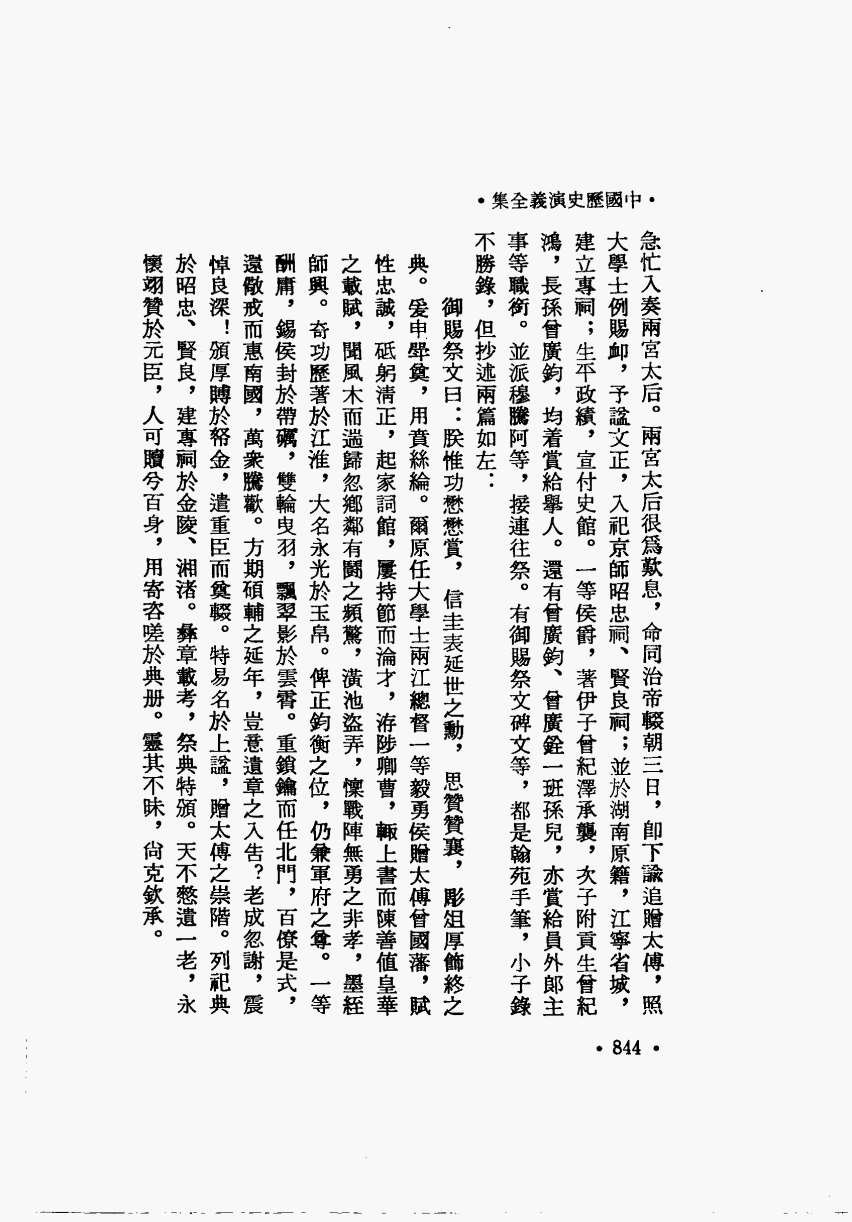 •中國歷史演義全集•
急忙入奏兩宮太后。兩宮太后很爲歎息，命同治帝輟朝三日，卽下諭追贈太傅，照
大學士例賜卹，予諡文正，入祀京師昭忠祠、賢良祠；並於湖南原籍，江寧省城，
建立專祠；生平政績，宣付史館。一等侯爵，著伊子曾紀澤承襲，次子附貢生曾紀
鴻，長孫曾廣鈞，均着賞給擧人。還有曾廣鈞、曾廣銓一班孫兒，亦賞給員外郎主
事等職銜。並派穆騰阿等，接連往祭。有御賜祭文碑文等，都是翰苑手筆，小子錄
不勝錄，但抄述兩篇如左：
御賜祭文曰：朕惟功懋懋賞，信圭表延世之勳，思贊贊襄，彫俎厚飾終之
典。爰申斝奠，用賁絲綸。爾原任大學士兩江總督一等毅勇侯贈太傅曾國藩，賦
性忠誠，砥躬清正，起家詞館，屢持節而淪才，洊陟卿曹，輒上書而陳善値皇華
之載賦，聞風木而遄歸忽鄉鄰有鬪之頻驚，潢池盜弄，懍戰陣無勇之非孝，墨絰
師興。奇功歷著於江淮，大名永光於玉帛。俾正鈞衡之位，仍兼軍府之尊。一等
酬庸，錫侯封於帶礪，雙輪曳羽，飄翠影於雲霄。重鎖鑰而任北門，百僚是式，
還儆戒而惠南國，萬衆騰歡。方期碩輔之延年，豈意遺章之入告？老成忽謝，震
悼良深！頒厚賻於帑金，遣重臣而奠輟。特易名於上諡，贈太傅之崇階。列祀典
於昭忠、賢良，建專祠於金陵、湘渚。彝章載考，祭典特頒。天不憗遺一老，永
懷翊贊於元臣，人可贖兮百身，用寄咨嗟於典册。靈其不昧，尙克欽承。
•844•